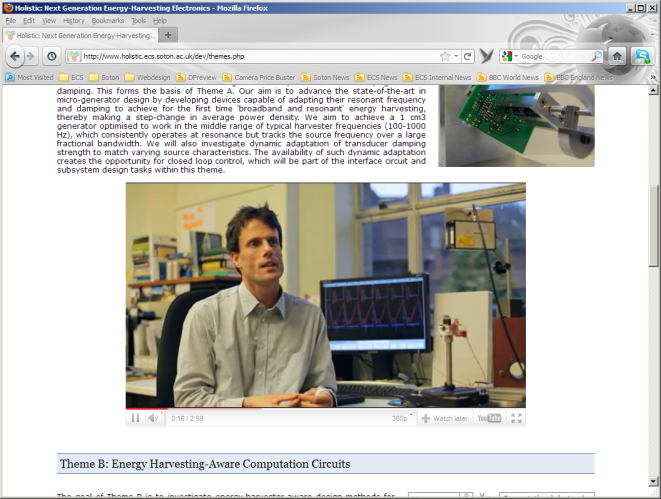 Holistic: Next Generation Energy-Harvesting Electronics - Mozilla Firefox
File Edit View History Bookmarks Tools Help
Holistic: Next Generation Energy-Harvesting...
http://www.holistic.ecs.soton.ac.uk/dev/themes.php
Google
Most Visited ECS Soton Webdesign DPreview Camera Price Buster Soton News ECS News ECS Internal News BBC World News BBC England News
damping. This forms the basis of Theme A. Our aim is to advance the state-of-the-art in
micro-generator design by developing devices capable of adapting their resonant frequency
and damping to achieve for the first time 'broadband and resonant' energy harvesting,
thereby making a step-change in average power density. We aim to achieve a 1 cm3
generator optimised to work in the middle range of typical harvester frequencies (100-1000
Hz), which consistently operates at resonance but tracks the source frequency over a large
fractional bandwidth. We will also investigate dynamic adaptation of transducer damping
strength to match varying source characteristics. The availability of such dynamic adaptation
creates the opportunity for closed loop control, which will be part of the interface circuit and
subsystem design tasks within this theme.
0:16 / 2:59 360p Watch later YouTube
Theme B: Energy Harvesting-Aware Computation Circuits
The goal of Theme B is to investigate energy harvester-aware design methods for